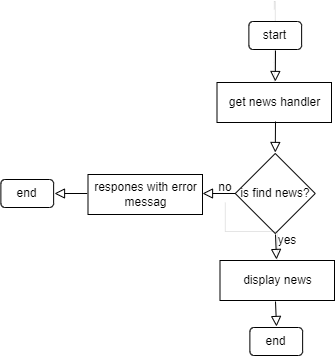 start
get news handler
is find news?
no
respones with error
messag
end
yes
display news
end